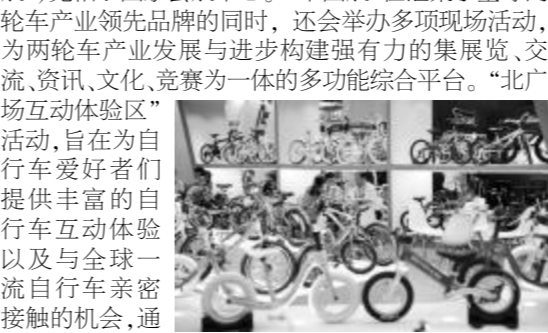 轮车产业领先品牌的同时，还会举办多项现场活动，
为两轮车产业发展与进步构建强有力的集展览、交
流、资讯、文化、竞赛为一体的多功能综合平台。“北广
场互动体验区”
活动，旨在为自
行车爱好者们
提供丰富的自
行车互动体验
以及与全球一
流自行车亲密
接触的机会，通